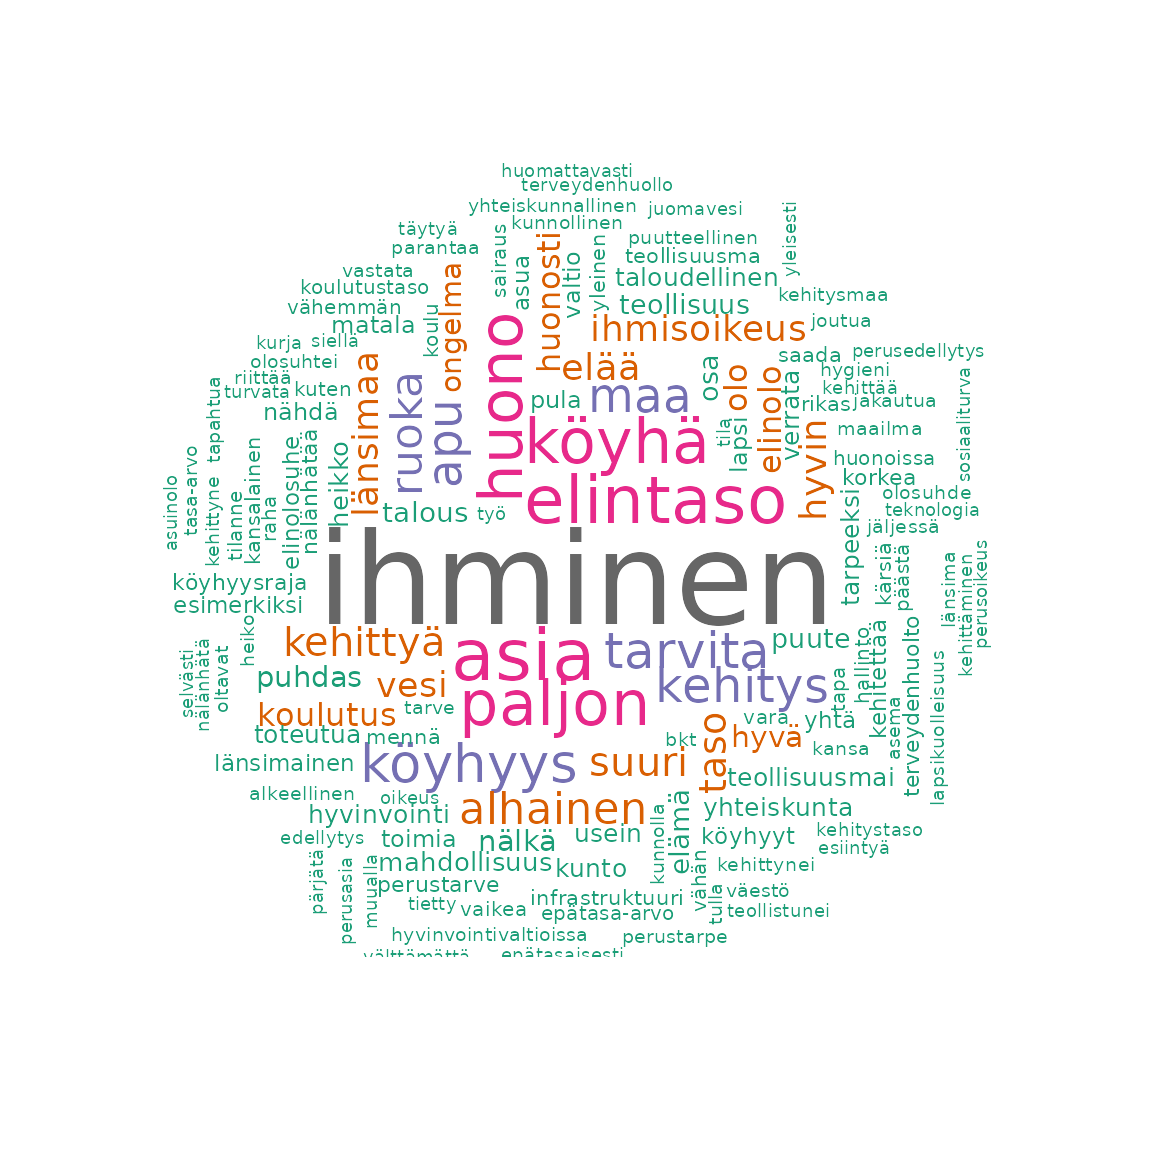 huomattavasti
terveydenhuollo
yhteiskunnallinen
juomavesi
kunnollinen
täytyä
parantaa
sairaus
asua
huonosti
valtio
yleinen
puutteellinen
teollisuusma
yleisesti
taloudellinen
vastata
koulutustaso
vähemmän
matala
koulu
ongelma
teollisuus
kehitysmaa
ihmisoikeus
joutua
kurja
siellä
olosuhtei
riittää
turvata
kuten
nähdä
länsimaa
ruoka
apu
huono
elää
maa
pula
osa
olo
elinolo
verrata
saada
perusedellytys
hygieni
kehittää
rikas
jakautua
maailma
sosiaaliturva
tapahtua
köyhä
tila
lapsi
hyvin
huonoissa
korkea
olosuhde
teknologia
jäljessä
asuinolo
tasa-arvo
kehittyne
tilanne
kansalainen
raha
elinolosuhe
nälänhätää
heikko
talous
työ
elintaso
tarpeeksi
kärsiä
päästä
länsima
kehittäminen
perusoikeus
ihminen
köyhyysraja
esimerkiksi
heiko
kehittyä
asia
tarvita
puute
hallinto
kehitettää
terveydenhuolto
selvästi
nälänhätä
oltavat
puhdas
vesi
paljon
kehitys
tapa
asema
lapsikuolleisuus
koulutus
tarve
toteutua
mennä
taso
vara
yhtä
hyvä
bkt
kansa
länsimainen
köyhyys
suuri
teollisuusmai
alkeellinen
oikeus
hyvinvointi
alhainen
kunnolla
elämä
yhteiskunta
edellytys
toimia
nälkä
usein
köyhyyt
kehitystaso
esiintyä
pärjätä
perusasia
muualla
mahdollisuus
kunto
vähän
kehittynei
perustarve
tulla
väestö
tietty
vaikea
infrastruktuuri
epätasa-arvo
teollistunei
hyvinvointivaltioissa
perustarpe
välttämättä
epätasaisesti